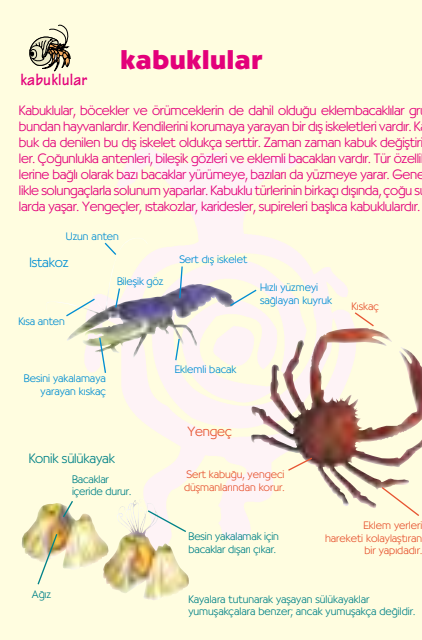 kabuklular
kabuklular
Kabuklular, böcekler ve örümceklerin de dahil olduğu eklembacaklılar gru
bundan hayvanlardır. Kendilerini korumaya yarayan bir dış iskeletleri vardır. Ka
buk da denilen bu dış iskelet oldukça serttir. Zaman zaman kabuk değiştiri
ler. Çoğunlukla antenleri, bileşik gözleri ve eklemli bacakları vardır. Tür özellik
lerine bağlı olarak bazı bacaklar yürümeye, bazıları da yüzmeye yarar. Gene
likle solungaçlarla solunum yaparlar. Kabuklu türlerinin birkaçı dışında, çoğu su
larda yaşar. Yengeçler, ıstakozlar, karidesler, supireleri başlıca kabuklulardır.
Uzun anten
Istakoz
Sert dış iskelet
Bileşik göz
Hızlı yüzmeyi
sağlayan kuyruk
Kısa anten
Kıskaç
Eklemli bacak
Besini yakalamaya
yarayan kıskaç
Yengeç
Sert kabuğu, yengeci
düşmanlarından korur.
Eklem yerleri
hareketi kolaylaştıran
bir yapıdadır.
Konik sülükayak
Bacaklar
içeride durur.
Besin yakalamak için
bacaklar dışarı çıkar.
Ağız
Kayalara tutunarak yaşayan sülükayaklar
yumuşakçalara benzer; ancak yumuşakça değildir.